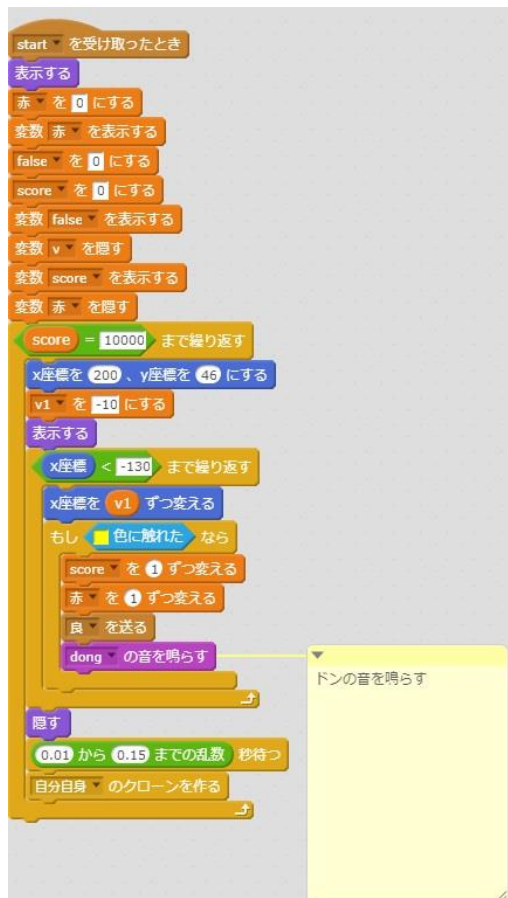 start を受け取ったとき
表示する
赤 を 0 にする
変数 赤 を表示する
false を 0 にする
score を 0 にする
変数 false を表示する
変数 v を隠す
変数 score を表示する
変数 赤 を隠す
score = 10000 まで繰り返す
x座標を 200 、y座標を 46 にする
v1 を -10 にする
表示する
x座標 < -130 まで繰り返す
x座標を v1 ずつ変える
もし 色に触れた なら
score を 1 ずつ変える
赤 を 1 ずつ変える
良 を送る
dong の音を鳴らす
ドンの音を鳴らす
隠す
0.01 から 0.15 までの乱数 秒待つ
自分自身 のクローンを作る